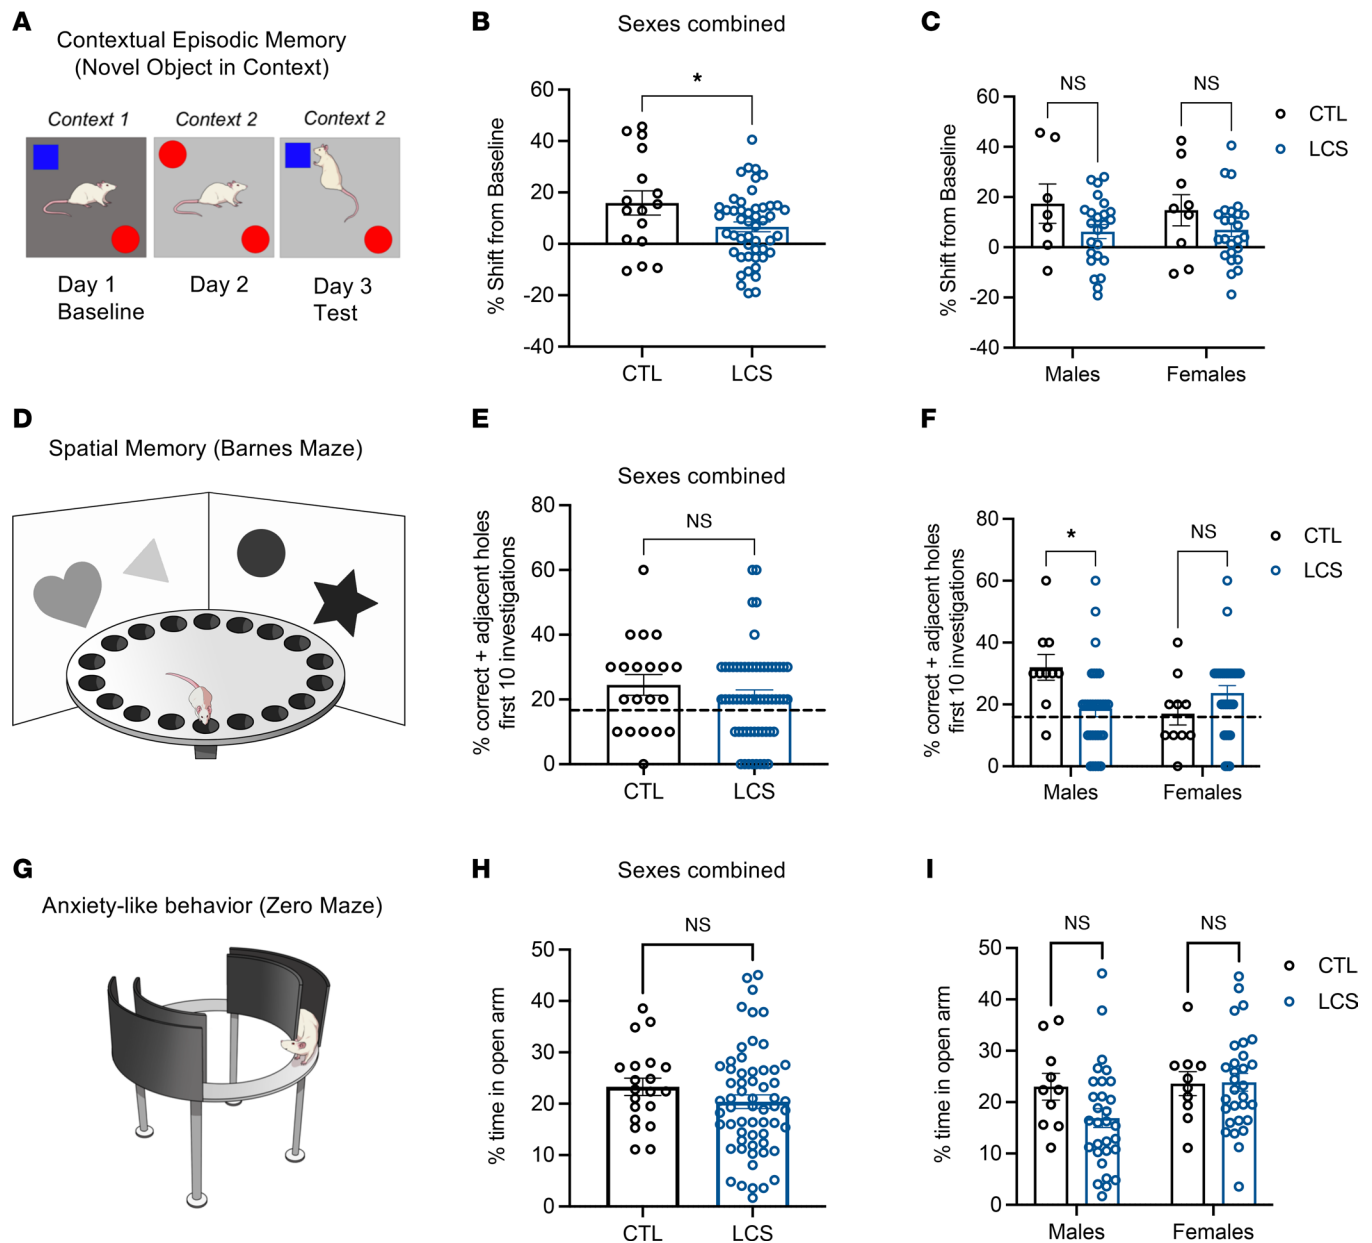 A
Contextual Episodic Memory
(Novel Object in Context)
Context 1
Context 2
Context 2
Day 1
Baseline
Day 2
Day 3
Test
B
Sexes combined
% Shift from Baseline
60
40
20
0
-20
-40
*
CTL
LCS
C
% Shift from Baseline
60
40
20
0
-20
-40
NS
NS
Males
Females
CTL
LCS
D
Spatial Memory (Barnes Maze)
E
Sexes combined
% correct + adjacent holes
first 10 investigations
80
60
40
20
0
NS
CTL
LCS
F
% correct + adjacent holes
first 10 investigations
80
60
40
20
0
*
NS
Males
Females
CTL
LCS
G
Anxiety-like behavior (Zero Maze)
H
Sexes combined
% time in open arm
50
40
30
20
10
0
NS
CTL
LCS
I
% time in open arm
50
40
30
20
10
0
NS
NS
Males
Females
CTL
LCS